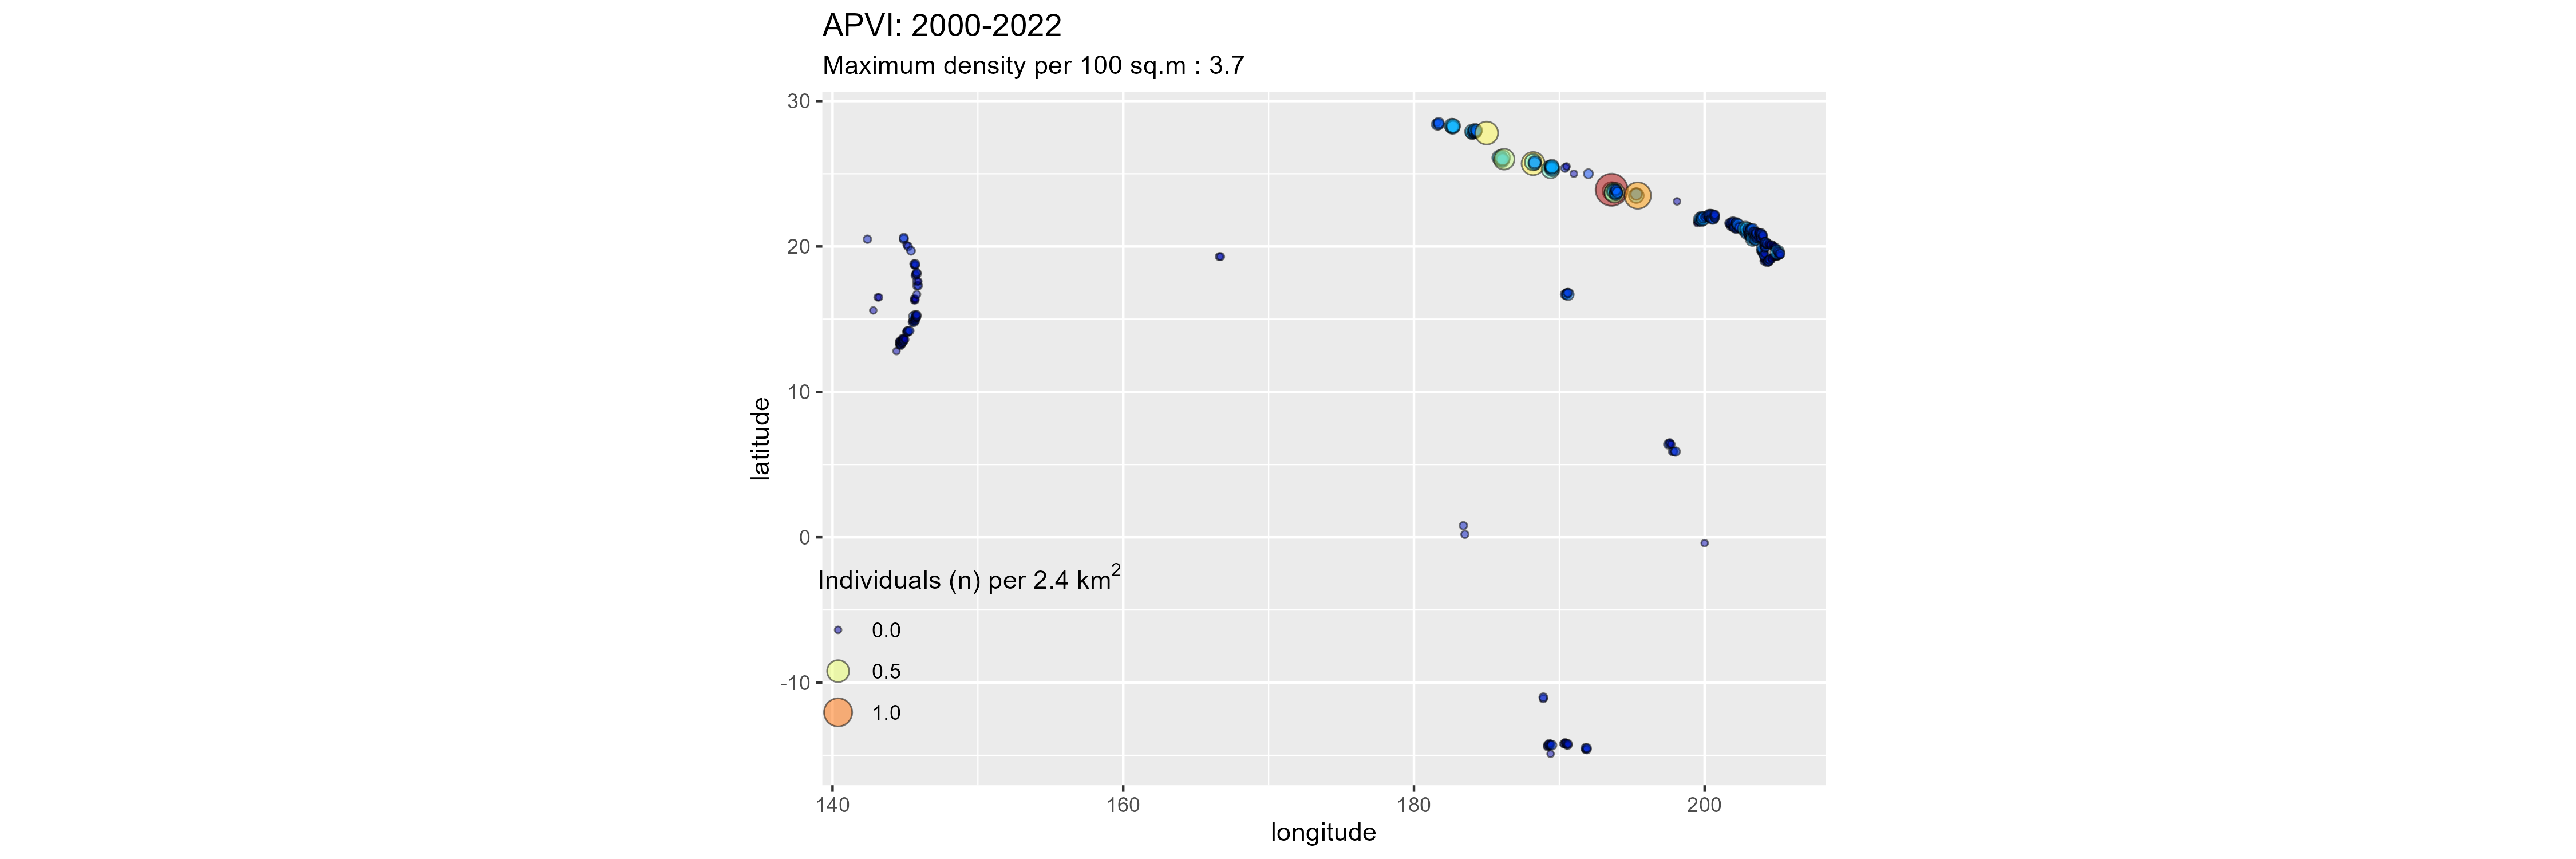 APVI: 2000-2022
Maximum density per 100 sq.m : 3.7
30
20
10
0
-10
latitude
Individuals (n) per 2.4 km²
0.0
0.5
1.0
140 160 180 200
longitude